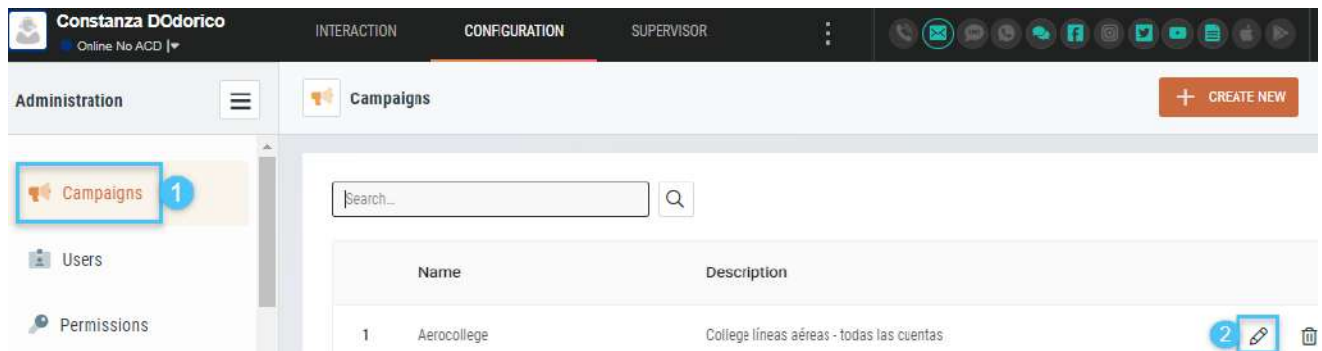 Constanza DOdorico
Online No ACD
INTERACTION
CONFIGURATION
SUPERVISOR
Administration
Campaigns
CREATE NEW
Campaigns 1
Search...
Users
Name
Description
Permissions
1 Aerocollege College líneas aéreas - todas las cuentas 2